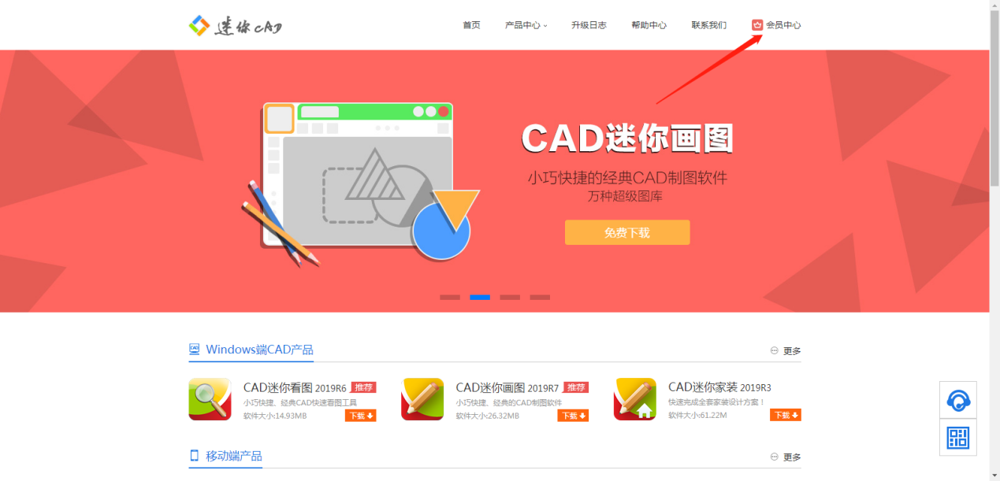 迷你CAD
首页 产品中心 升级日志 帮助中心 联系我们 会员中心
CAD迷你画图
小巧快捷的经典CAD制图软件
万种超级图库
免费下载
CAD Windows端CAD产品 更多
CAD迷你看图 2019R6 推荐
小巧快捷、经典CAD快速看图工具
软件大小:14.93MB 下载
CAD迷你画图 2019R7 推荐
小巧快捷、经典的CAD制图软件
软件大小:26.32MB 下载
CAD迷你家装 2019R3
快速完成全套家装设计方案！
软件大小:61.22M 下载
移动端产品 更多